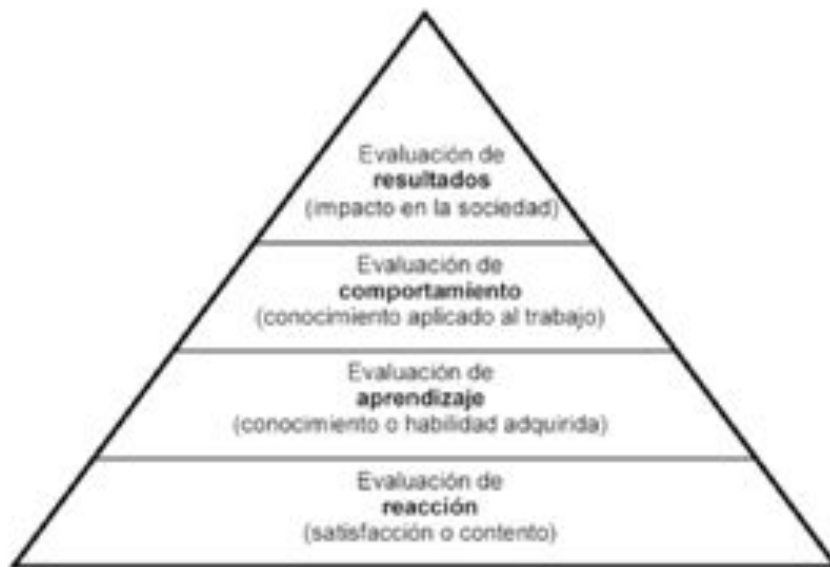 Evaluación de
resultados
(impacto en la sociedad)
Evaluación de
comportamiento
(conocimiento aplicado al trabajo)
Evaluación de
aprendizaje
(conocimiento o habilidad adquirida)
Evaluación de
reacción
(satisfacción o contento)